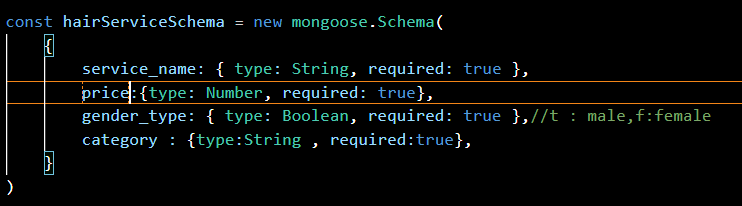 const hairServiceSchema = new mongoose.Schema(
{
service_name: { type: String, required: true },
price:{type: Number, required: true},
gender_type: { type: Boolean, required: true },//t : male,f:female
category : {type:String , required:true},
}
)